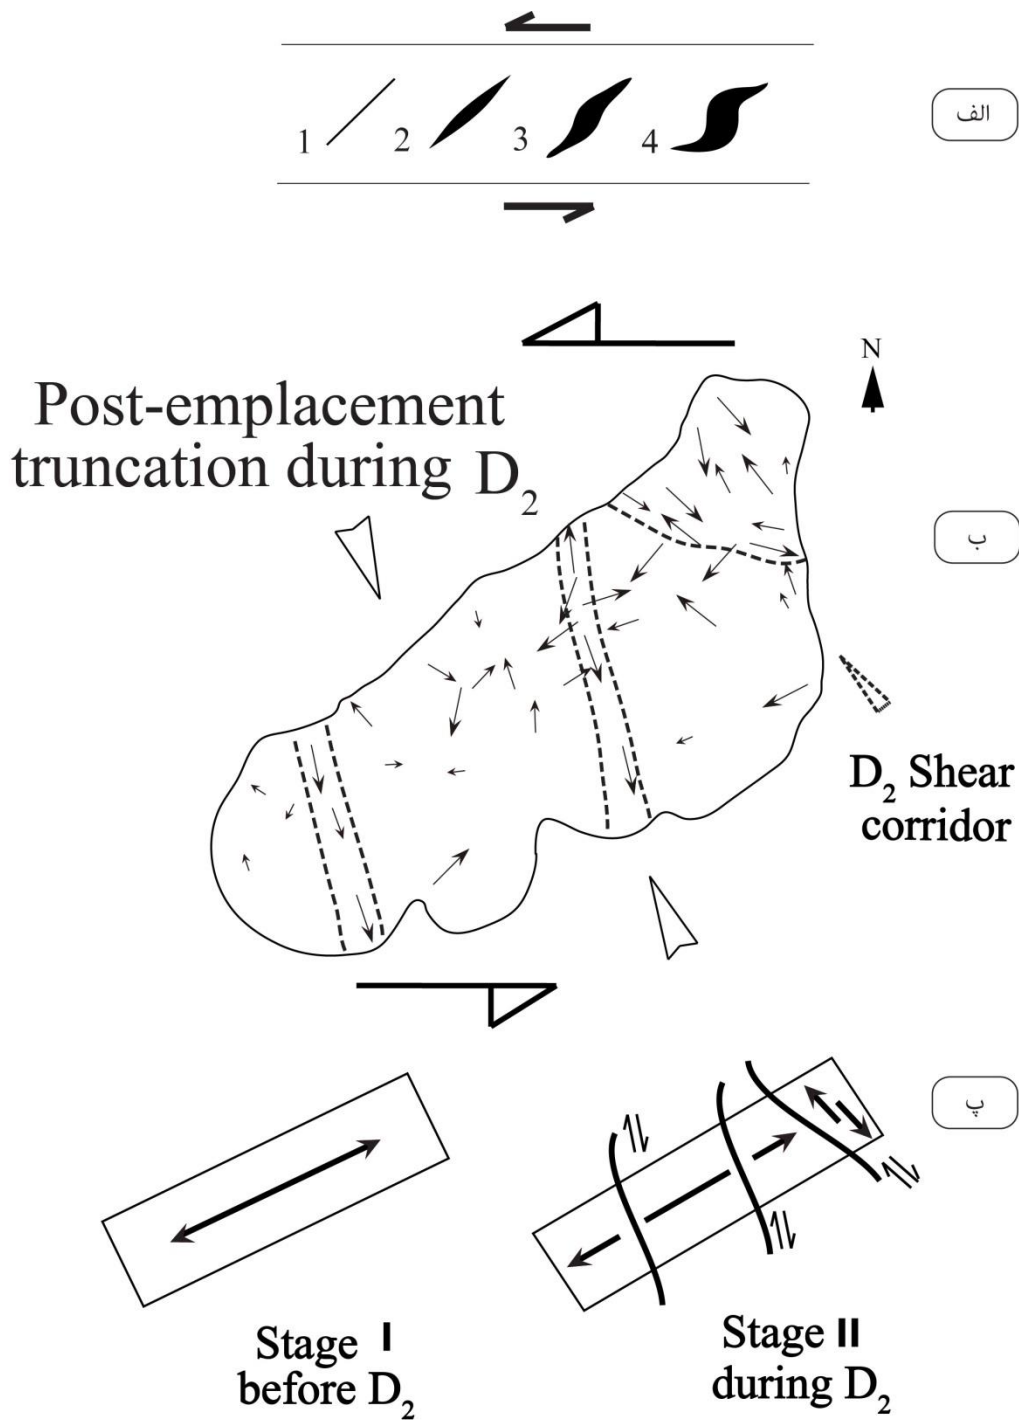 الف
1 2 3 4
N
Post-emplacement
truncation during D₂
ب
D₂ Shear
corridor
پ
Stage I
before D₂
Stage II
during D₂